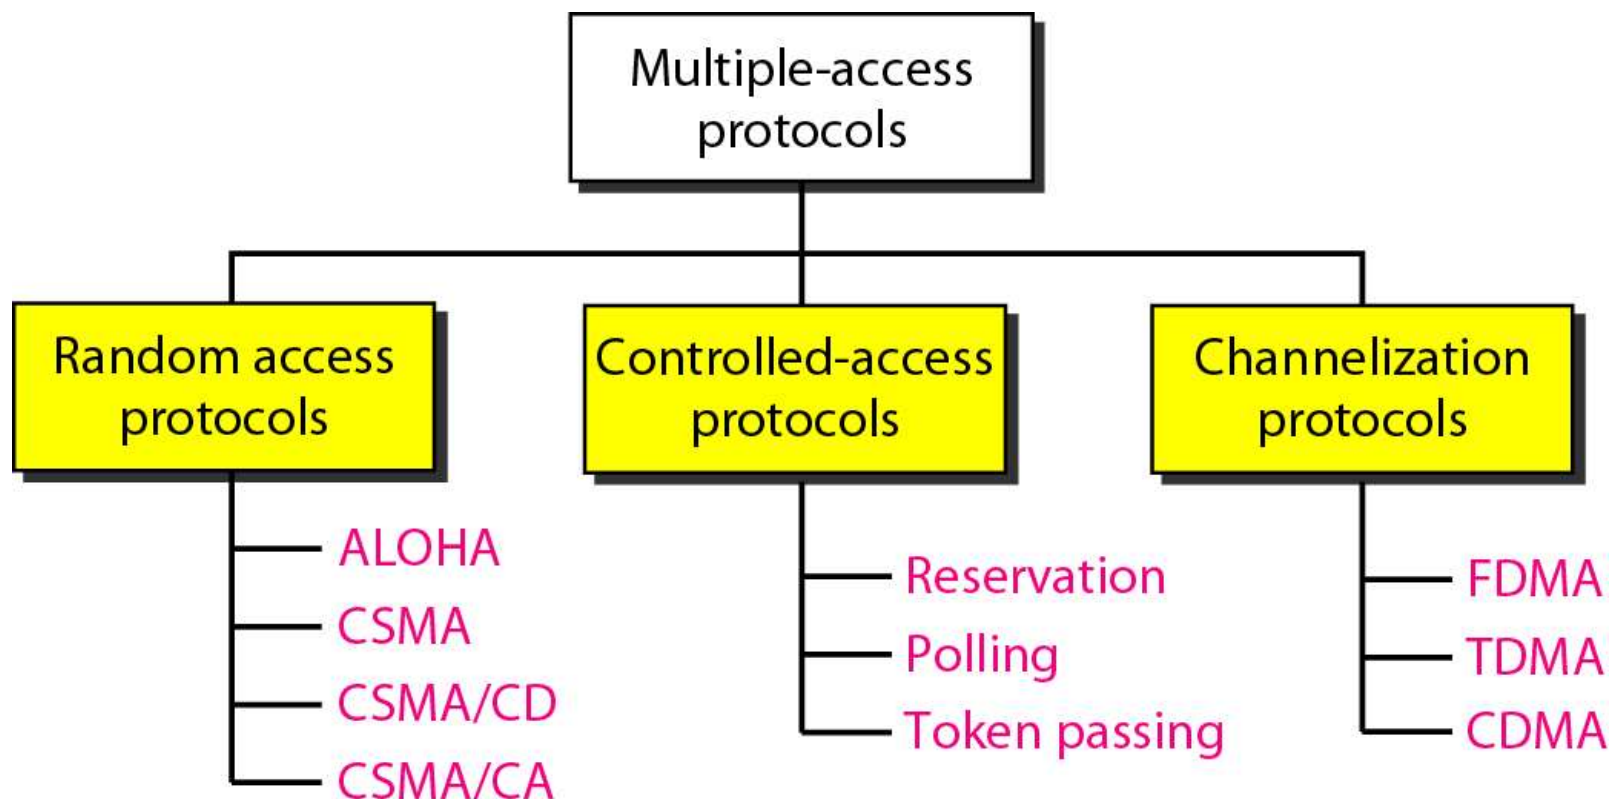 Multiple-access
protocols
Random access
protocols
Controlled-access
protocols
Channelization
protocols
ALOHA
CSMA
CSMA/CD
CSMA/CA
Reservation
Polling
Token passing
FDMA
TDMA
CDMA